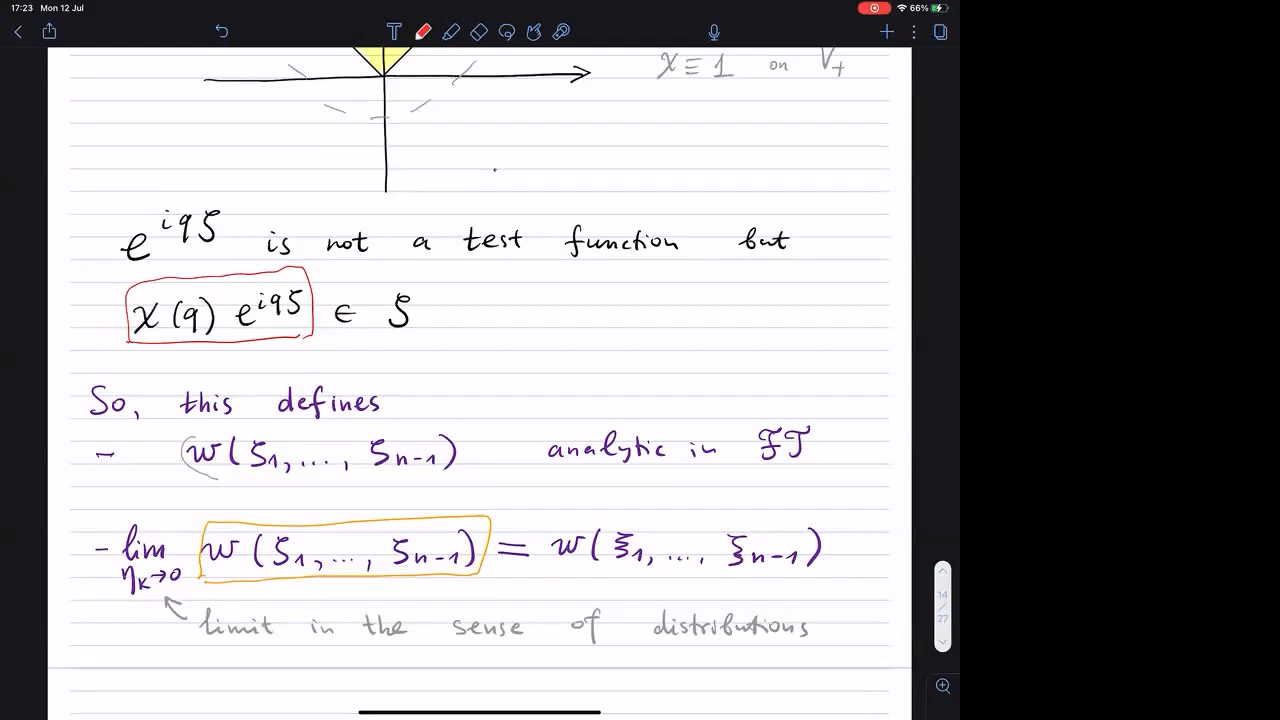 17:23 Mon 12 Jul
66%
T
χ ≡ 1 on V₊
e^{iqζ} is not a test function but
χ(q) e^{iqζ} ∈ S
So, this defines
- w(ζ₁, ..., ζₙ₋₁) analytic in ℱ𝒯
- lim_{ηₖ→0} w(ζ₁, ..., ζₙ₋₁) = w(ξ₁, ..., ξₙ₋₁)
limit in the sense of distributions
14
/
27